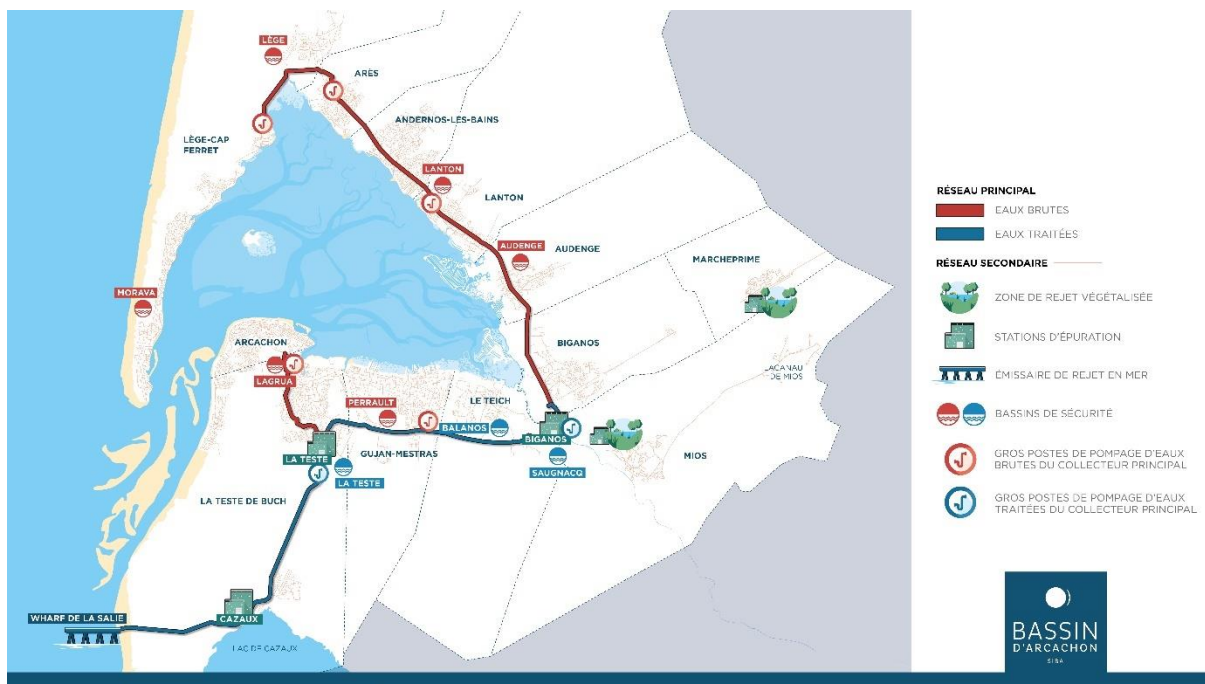 LÈGE
ARÈS
ANDERNOS-LES-BAINS
LÈGE-CAP
FERRET
LANTON
LANTON
AUDENGE
AUDENGE
MARCHEPRIME
MORAVA
ARCACHON
BIGANOS
LAGRUA
LACANAU
DE MIOS
PERRAULT
LE TEICH
BALANOS
BIGANOS
LA TESTE
GUJAN-MESTRAS
MIOS
SAUGNACQ
LA TESTE
LA TESTE DE BUCH
WHARF DE LA SALIE
CAZAUX
LAC DE CAZAUX
RÉSEAU PRINCIPAL
EAUX BRUTES
EAUX TRAITÉES
RÉSEAU SECONDAIRE
ZONE DE REJET VÉGÉTALISÉE
STATIONS D'ÉPURATION
ÉMISSAIRE DE REJET EN MER
BASSINS DE SÉCURITÉ
GROS POSTES DE POMPAGE D'EAUX
BRUTES DU COLLECTEUR PRINCIPAL
GROS POSTES DE POMPAGE D'EAUX
TRAITÉES DU COLLECTEUR PRINCIPAL
BASSIN
D'ARCACHON
SIBA